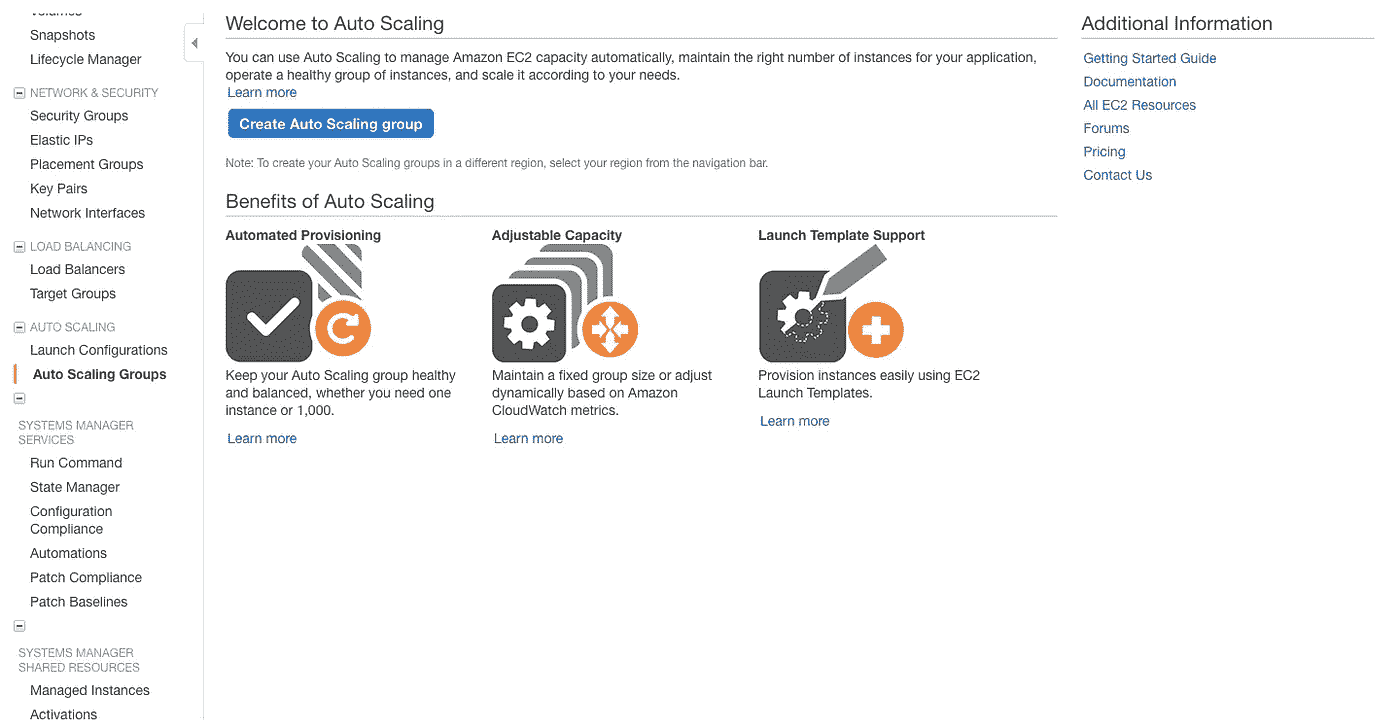 Volumes
Snapshots
Lifecycle Manager
NETWORK & SECURITY
Security Groups
Elastic IPs
Placement Groups
Key Pairs
Network Interfaces
LOAD BALANCING
Load Balancers
Target Groups
AUTO SCALING
Launch Configurations
Auto Scaling Groups
SYSTEMS MANAGER
SERVICES
Run Command
State Manager
Configuration
Compliance
Automations
Patch Compliance
Patch Baselines
SYSTEMS MANAGER
SHARED RESOURCES
Managed Instances
Activations
Welcome to Auto Scaling
You can use Auto Scaling to manage Amazon EC2 capacity automatically, maintain the right number of instances for your application,
operate a healthy group of instances, and scale it according to your needs.
Learn more
Create Auto Scaling group
Note: To create your Auto Scaling groups in a different region, select your region from the navigation bar.
Benefits of Auto Scaling
Automated Provisioning
Keep your Auto Scaling group healthy
and balanced, whether you need one
instance or 1,000.
Learn more
Adjustable Capacity
Maintain a fixed group size or adjust
dynamically based on Amazon
CloudWatch metrics.
Learn more
Launch Template Support
Provision instances easily using EC2
Launch Templates.
Learn more
Additional Information
Getting Started Guide
Documentation
All EC2 Resources
Forums
Pricing
Contact Us